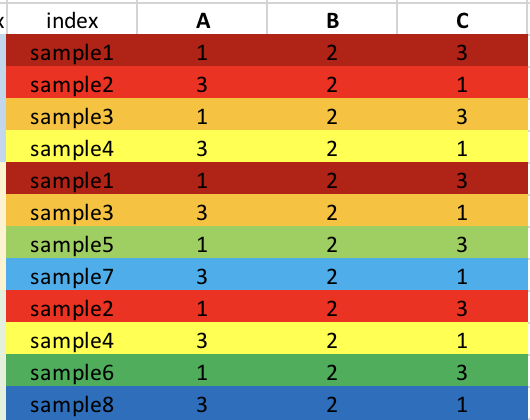 x index A B C
sample1 1 2 3
sample2 3 2 1
sample3 1 2 3
sample4 3 2 1
sample1 1 2 3
sample3 3 2 1
sample5 1 2 3
sample7 3 2 1
sample2 1 2 3
sample4 3 2 1
sample6 1 2 3
sample8 3 2 1